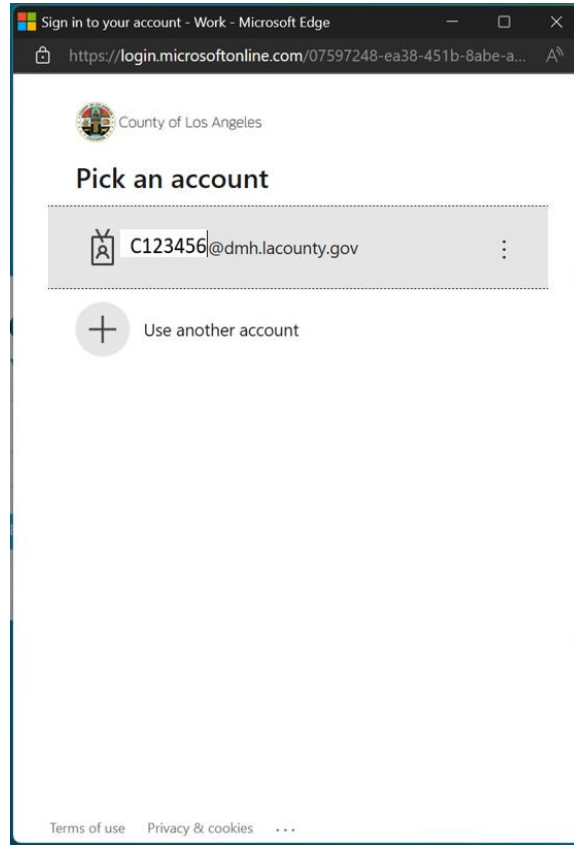 Sign in to your account - Work - Microsoft Edge
https://login.microsoftonline.com/07597248-ea38-451b-8abe-a...
County of Los Angeles
Pick an account
C123456@dmh.lacounty.gov
Use another account
Terms of use Privacy & cookies ...